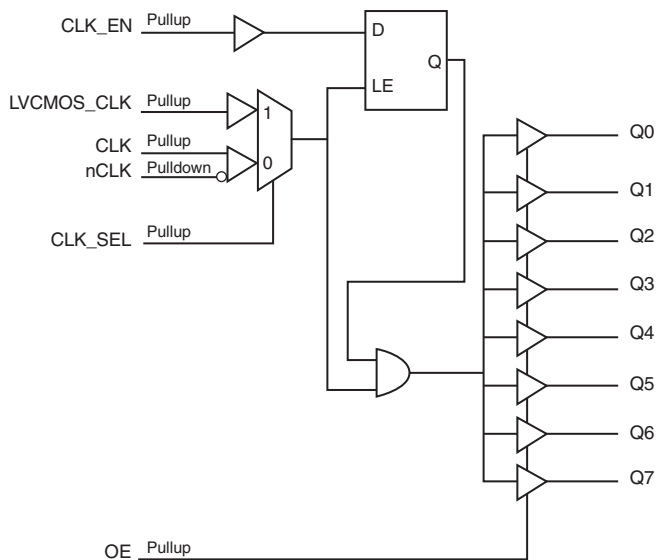 CLK_EN Pullup
D
Q
LE
LVCMOS_CLK Pullup
1
CLK Pullup
0
nCLK Pulldown
CLK_SEL Pullup
Q0
Q1
Q2
Q3
Q4
Q5
Q6
Q7
OE Pullup